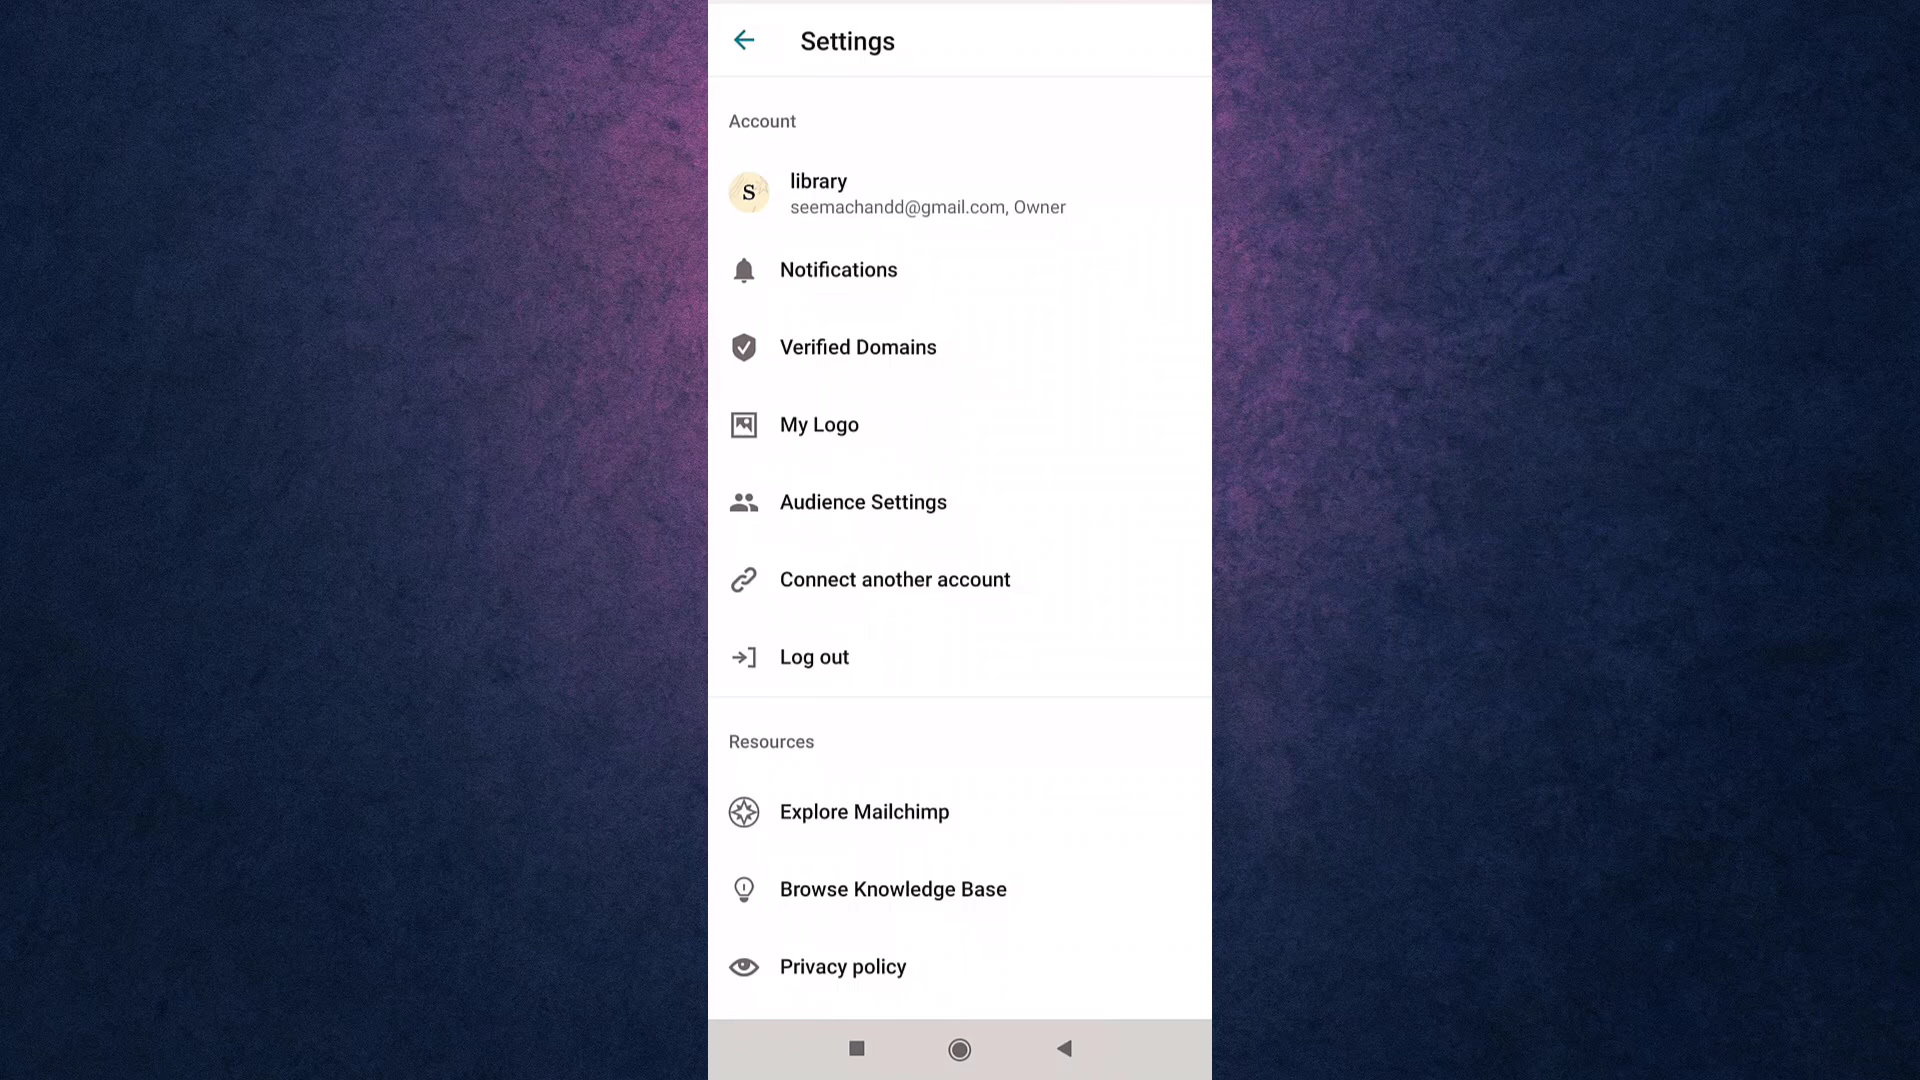 Settings
Account
S
library
seemachandd@gmail.com, Owner
Notifications
Verified Domains
My Logo
Audience Settings
Connect another account
Log out
Resources
Explore Mailchimp
Browse Knowledge Base
Privacy policy